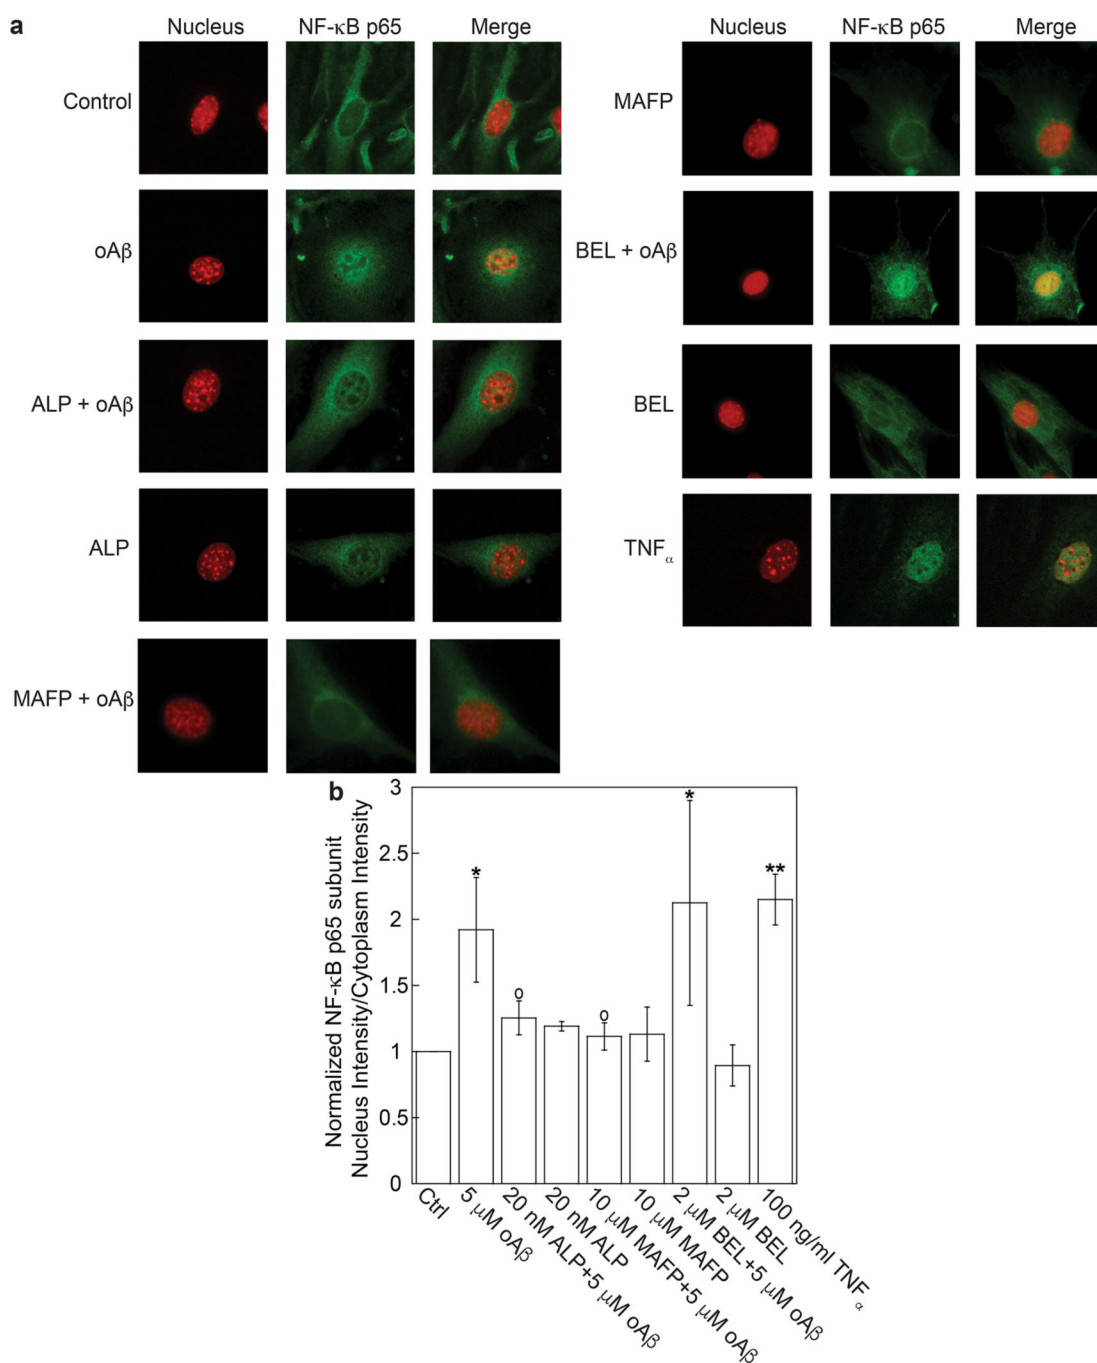 a
Nucleus NF-κB p65 Merge
Control
oAβ
ALP + oAβ
ALP
MAFP + oAβ
Nucleus NF-κB p65 Merge
MAFP
BEL + oAβ
BEL
TNFα
b
Normalized NF-κB p65 subunit
Nucleus Intensity/Cytoplasm Intensity
3
2.5
2
1.5
1
0.5
0
*
o
o
*
**
Ctrl
5 μM oAβ
20 nM ALP+5 μM oAβ
20 nM ALP
10 μM MAFP+5 μM oAβ
10 μM MAFP
2 μM BEL+5 μM oAβ
2 μM BEL
100 ng/ml TNFα